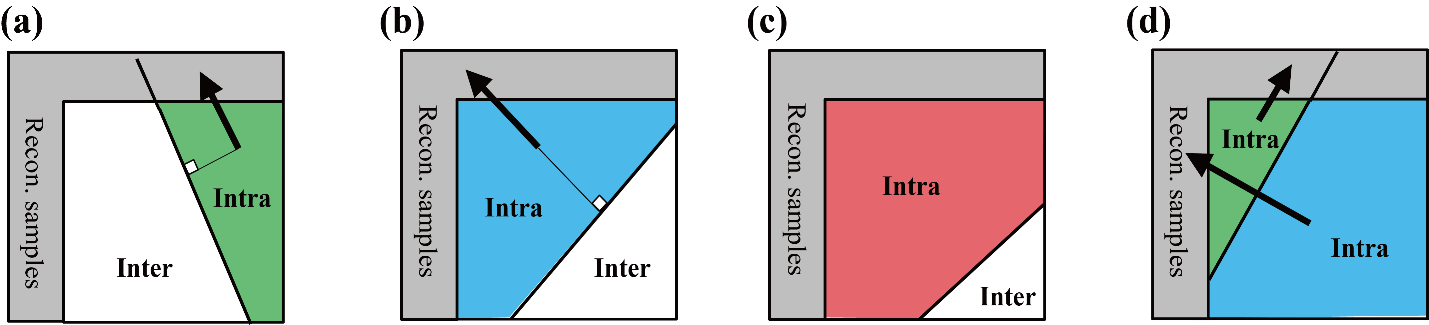 (a)
(b)
(c)
(d)
Recon. samples
Intra
Inter
Recon. samples
Intra
Inter
Recon. samples
Intra
Inter
Recon. samples
Intra
Intra